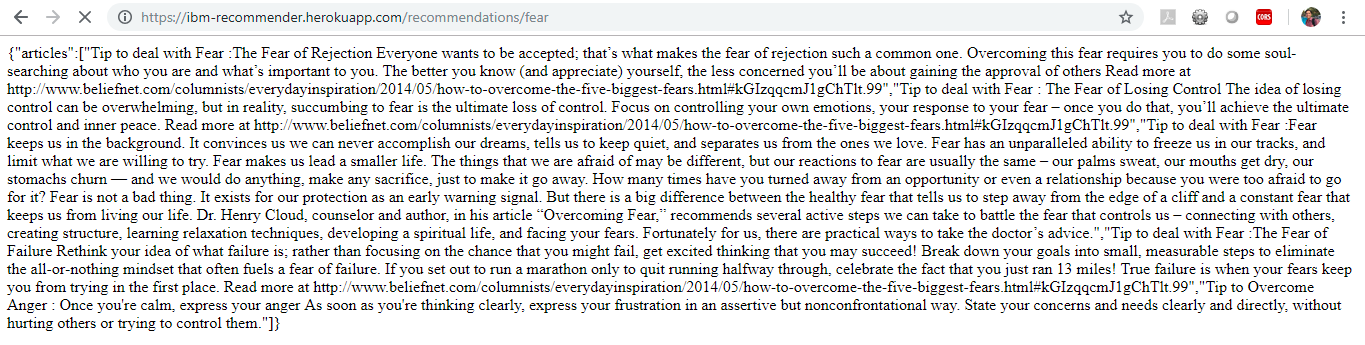 https://ibm-recommender.herokuapp.com/recommendations/fear
CORS
{"articles":["Tip to deal with Fear :The Fear of Rejection Everyone wants to be accepted; that’s what makes the fear of rejection such a common one. Overcoming this fear requires you to do some soul-
searching about who you are and what’s important to you. The better you know (and appreciate) yourself, the less concerned you’ll be about gaining the approval of others Read more at
http://www.beliefnet.com/columnists/everydayinspiration/2014/05/how-to-overcome-the-five-biggest-fears.html#kGIzqqcmJ1gChTlt.99","Tip to deal with Fear : The Fear of Losing Control The idea of losing
control can be overwhelming, but in reality, succumbing to fear is the ultimate loss of control. Focus on controlling your own emotions, your response to your fear – once you do that, you’ll achieve the ultimate
control and inner peace. Read more at http://www.beliefnet.com/columnists/everydayinspiration/2014/05/how-to-overcome-the-five-biggest-fears.html#kGIzqqcmJ1gChTlt.99","Tip to deal with Fear :Fear
keeps us in the background. It convinces us we can never accomplish our dreams, tells us to keep quiet, and separates us from the ones we love. Fear has an unparalleled ability to freeze us in our tracks, and
limit what we are willing to try. Fear makes us lead a smaller life. The things that we are afraid of may be different, but our reactions to fear are usually the same – our palms sweat, our mouths get dry, our
stomachs churn — and we would do anything, make any sacrifice, just to make it go away. How many times have you turned away from an opportunity or even a relationship because you were too afraid to go
for it? Fear is not a bad thing. It exists for our protection as an early warning signal. But there is a big difference between the healthy fear that tells us to step away from the edge of a cliff and a constant fear that
keeps us from living our life. Dr. Henry Cloud, counselor and author, in his article “Overcoming Fear,” recommends several active steps we can take to battle the fear that controls us – connecting with others,
creating structure, learning relaxation techniques, developing a spiritual life, and facing your fears. Fortunately for us, there are practical ways to take the doctor’s advice.","Tip to deal with Fear :The Fear of
Failure Rethink your idea of what failure is; rather than focusing on the chance that you might fail, get excited thinking that you may succeed! Break down your goals into small, measurable steps to eliminate
the all-or-nothing mindset that often fuels a fear of failure. If you set out to run a marathon only to quit running halfway through, celebrate the fact that you just ran 13 miles! True failure is when your fears keep
you from trying in the first place. Read more at http://www.beliefnet.com/columnists/everydayinspiration/2014/05/how-to-overcome-the-five-biggest-fears.html#kGIzqqcmJ1gChTlt.99","Tip to Overcome
Anger : Once you're calm, express your anger As soon as you're thinking clearly, express your frustration in an assertive but nonconfrontational way. State your concerns and needs clearly and directly, without
hurting others or trying to control them."]}